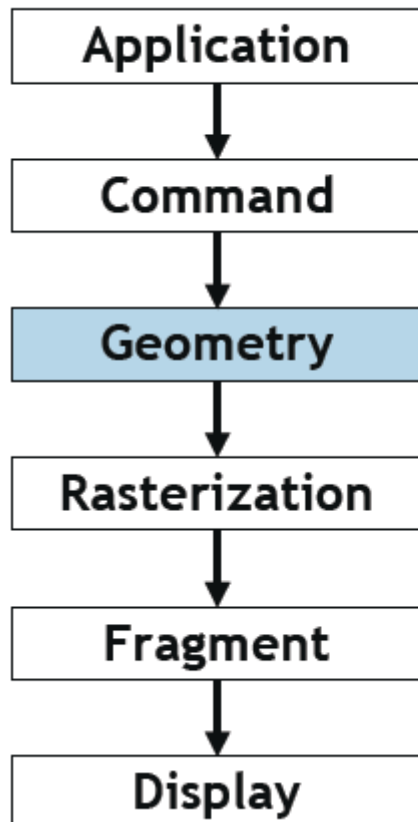 Application
Command
Geometry
Rasterization
Fragment
Display